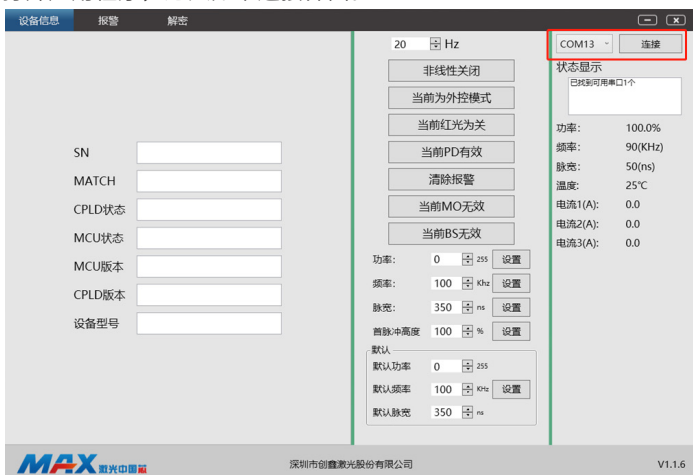 设备信息 报警 解密
SN
MATCH
CPLD状态
MCU状态
MCU版本
CPLD版本
设备型号
20 Hz
非线性关闭
当前为外控模式
当前红光为关
当前PD有效
清除报警
当前MO无效
当前BS无效
功率: 0 255 设置
频率: 100 Khz 设置
脉宽: 350 ns 设置
首脉冲高度 100 % 设置
默认
默认功率 0 255
默认频率 100 KHz 设置
默认脉宽 350 ns
COM13 连接
状态显示
已找到可用串口1个
功率: 100.0%
频率: 90(KHz)
脉宽: 50(ns)
温度: 25℃
电流1(A): 0.0
电流2(A): 0.0
电流3(A): 0.0
MAX 激光中国芯
深圳市创鑫激光股份有限公司
V1.1.6